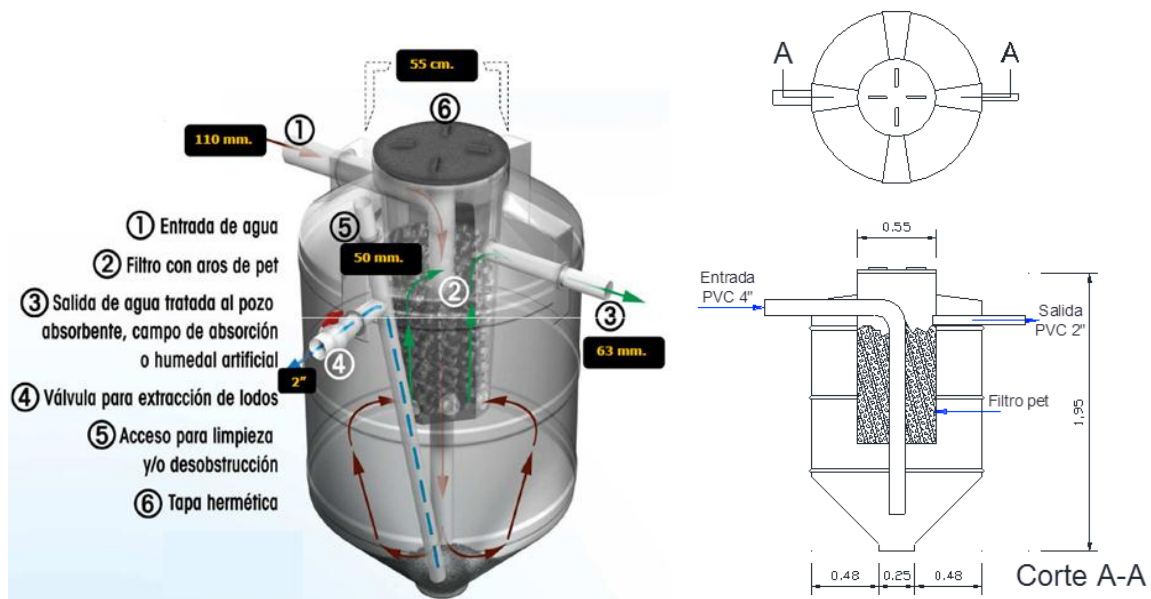 55 cm.
⑥
110 mm.
①
① Entrada de agua
② Filtro con aros de pet
③ Salida de agua tratada al pozo
absorbente, campo de absorción
o humedal artificial
④ Válvula para extracción de lodos
⑤ Acceso para limpieza
y/o desobstrucción
⑥ Tapa hermética
⑤
50 mm.
②
③
63 mm.
④
2"
A
A
0.55
Entrada
PVC 4"
Salida
PVC 2"
Filtro pet
1,95
0.48
0.25
0.48
Corte A-A